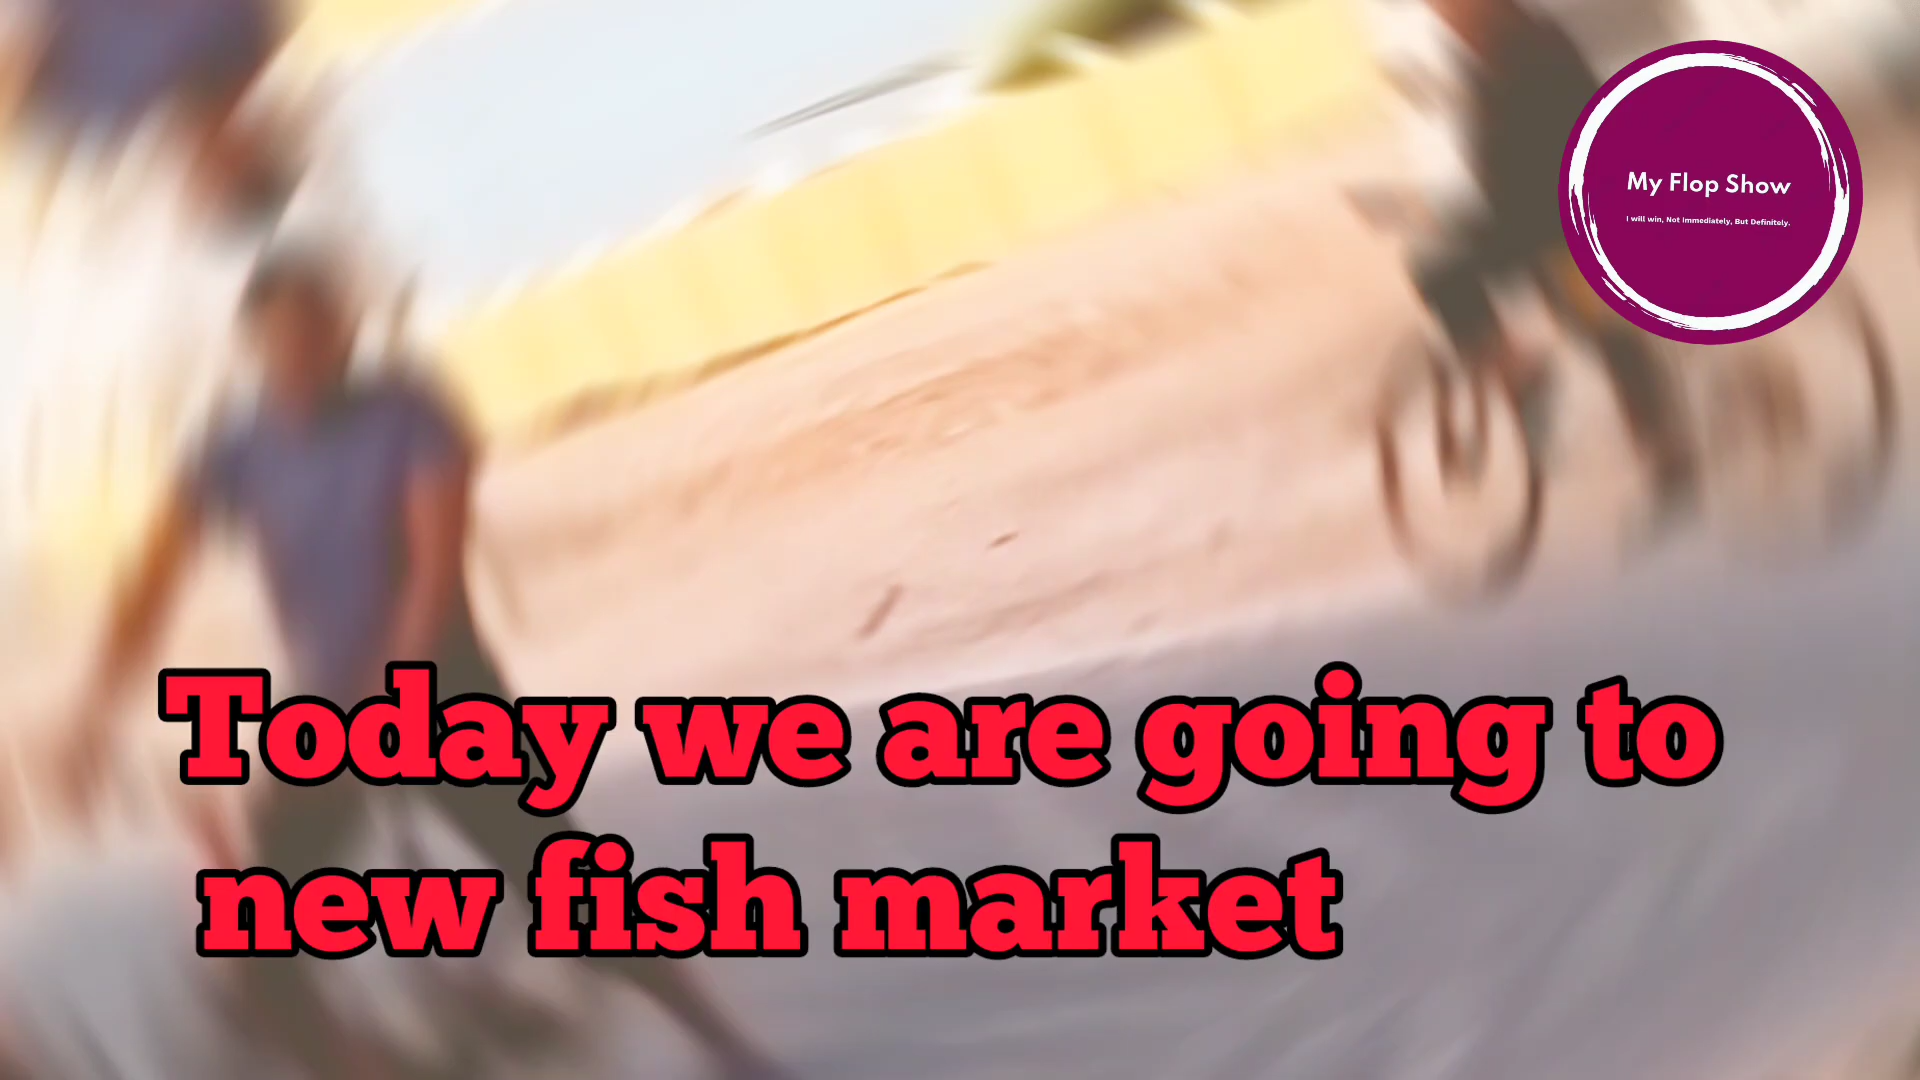 My Flop Show
I will win, Not Immediately, But Definitely.
Today we are going to
new fish market